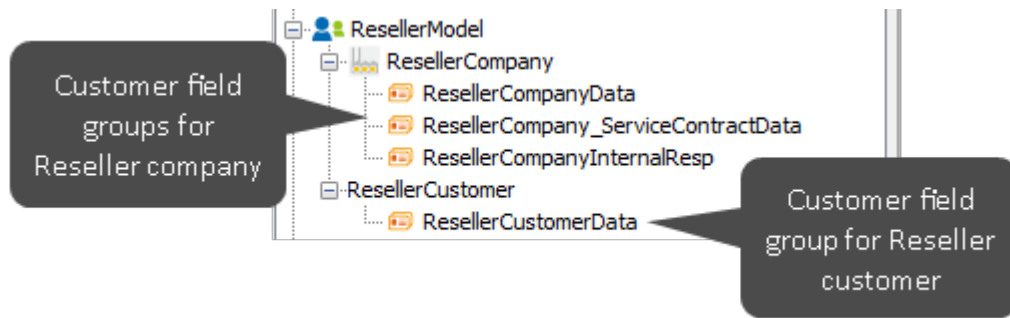 ResellerModel
ResellerCompany
Customer field
groups for
Reseller company
ResellerCompanyData
ResellerCompany_ServiceContractData
ResellerCompanyInternalResp
ResellerCustomer
ResellerCustomerData
Customer field
group for Reseller
customer